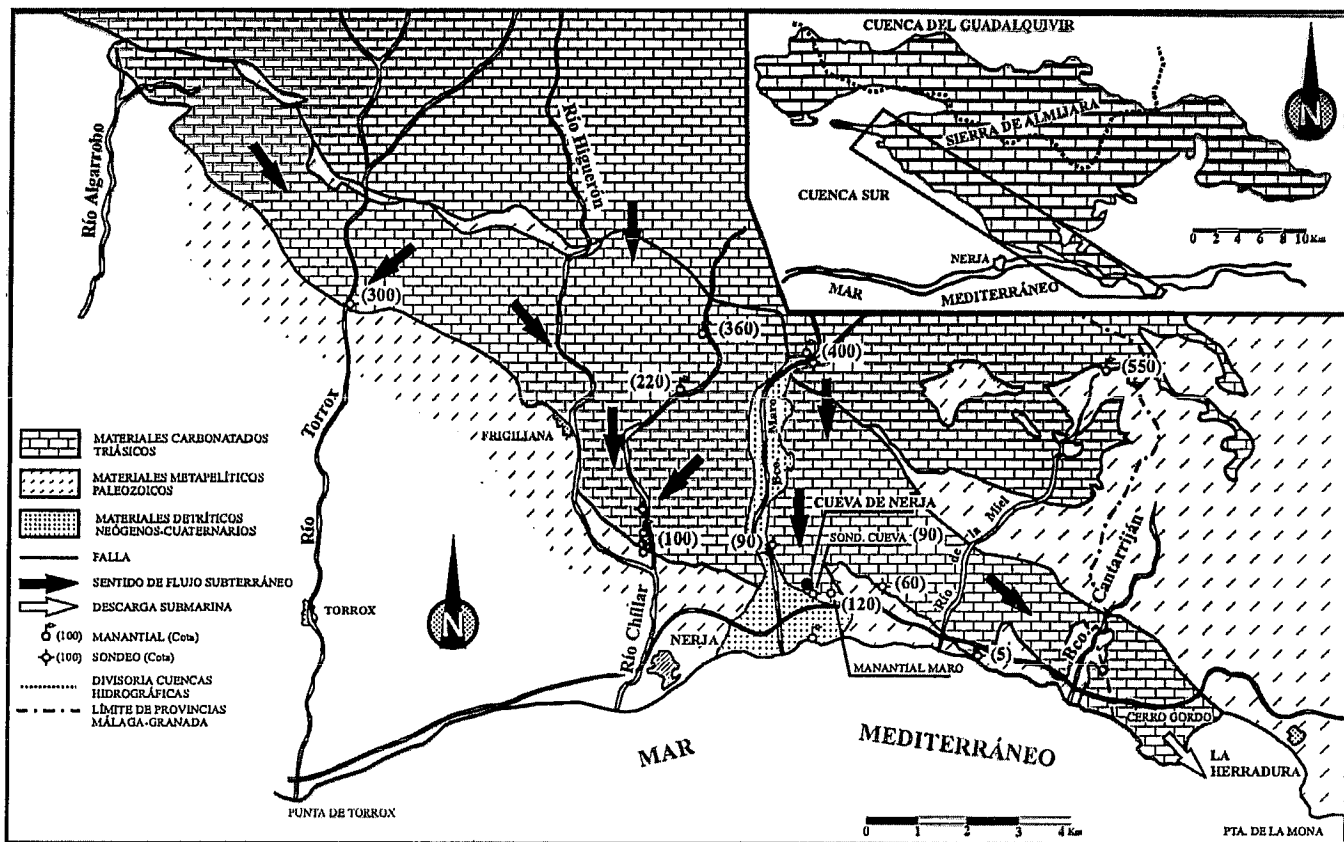 CUENCA DEL GUADALQUIVIR
SIERRA DE ALMIJARA
CUENCA SUR
NERJA
MAR MEDITERRÁNEO
0 2 4 6 8 10 Km
N
Río Algarrobo
Río Higuerón
(300)
(360)
(400)
(550)
(220)
FRIGILIANA
Río Torrox
Bco. Maro
CUEVA DE NERJA
SOND. CUEVA (90)
(100)
(90)
(60)
(120)
(5)
Río de la Miel
Bco. Cantarriján
Río Chíllar
NERJA
TORROX
MANANTIAL MARO
CERRO GORDO
LA
HERRADURA
MAR MEDITERRÁNEO
PUNTA DE TORROX
PTA. DE LA MONA
0 1 2 3 4 Km
N
MATERIALES CARBONATADOS
TRIÁSICOS
MATERIALES METAPELÍTICOS
PALEOZOICOS
MATERIALES DETRÍTICOS
NEÓGENOS-CUATERNARIOS
FALLA
SENTIDO DE FLUJO SUBTERRÁNEO
DESCARGA SUBMARINA
(100) MANANTIAL (Cota)
(100) SONDEO (Cota)
DIVISORIA CUENCAS
HIDROGRÁFICAS
LÍMITE DE PROVINCIAS
MÁLAGA-GRANADA